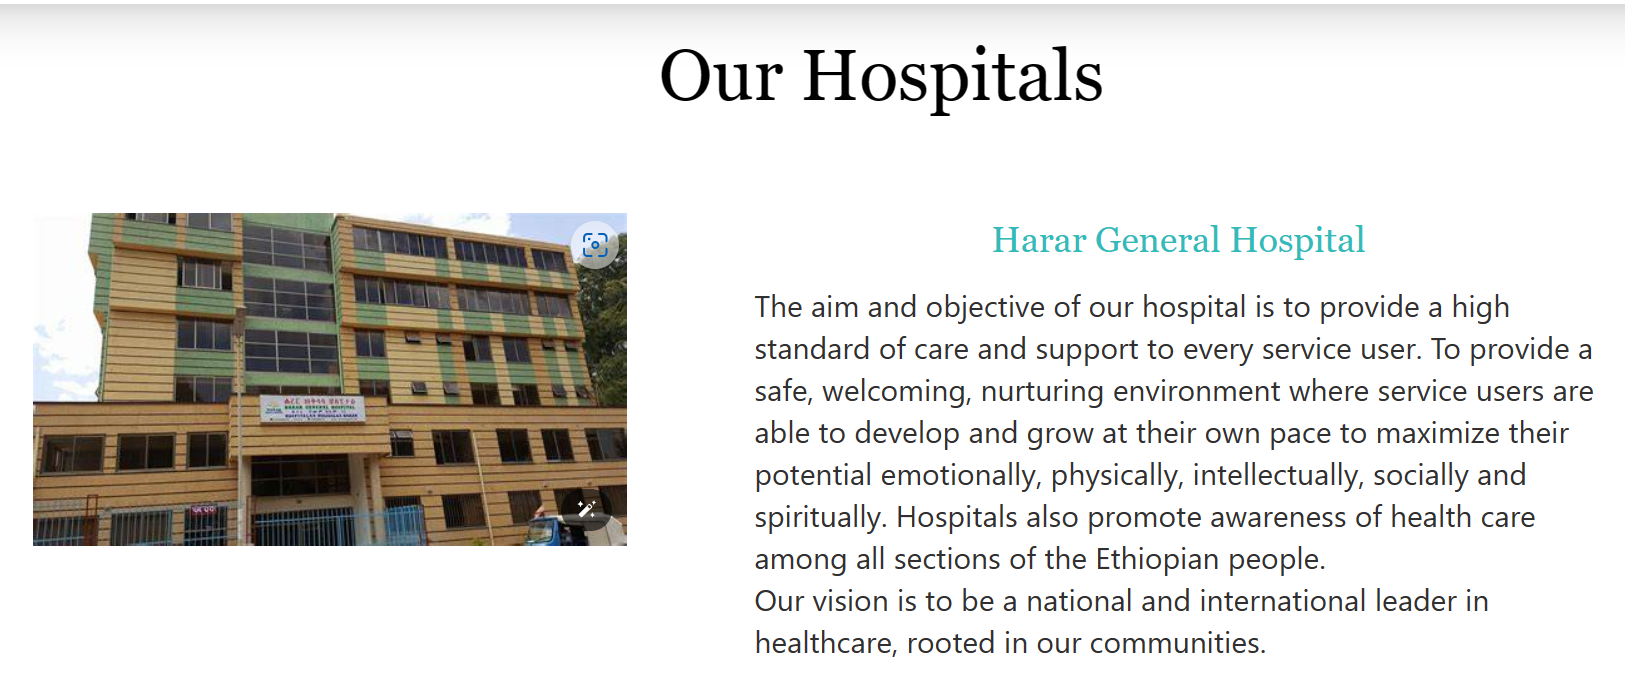 Our Hospitals
Harar General Hospital
The aim and objective of our hospital is to provide a high
standard of care and support to every service user. To provide a
safe, welcoming, nurturing environment where service users are
able to develop and grow at their own pace to maximize their
potential emotionally, physically, intellectually, socially and
spiritually. Hospitals also promote awareness of health care
among all sections of the Ethiopian people.
Our vision is to be a national and international leader in
healthcare, rooted in our communities.
HARAR GENERAL HOSPITAL